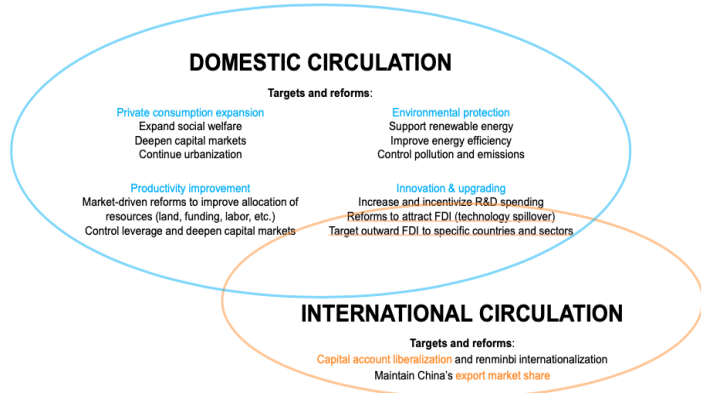 DOMESTIC CIRCULATION
Targets and reforms:
Private consumption expansion
Expand social welfare
Deepen capital markets
Continue urbanization
Environmental protection
Support renewable energy
Improve energy efficiency
Control pollution and emissions
Productivity improvement
Market-driven reforms to improve allocation of
resources (land, funding, labor, etc.)
Control leverage and deepen capital markets
Innovation & upgrading
Increase and incentivize R&D spending
Reforms to attract FDI (technology spillover)
Target outward FDI to specific countries and sectors
INTERNATIONAL CIRCULATION
Targets and reforms:
Capital account liberalization and renminbi internationalization
Maintain China's export market share